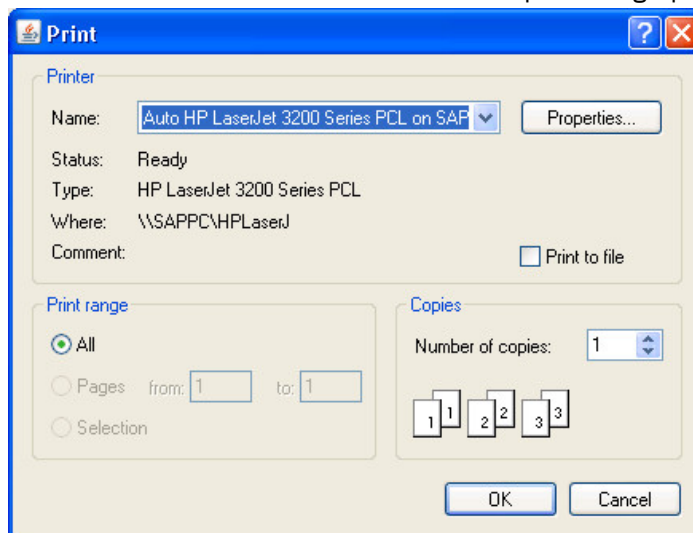 Print
Printer
Name: Auto HP LaserJet 3200 Series PCL on SAP Properties...
Status: Ready
Type: HP LaserJet 3200 Series PCL
Where: \\SAPPC\HPLaserJ
Comment: Print to file
Print range
All
Pages from: 1 to: 1
Selection
Copies
Number of copies: 1
1 1 2 2 3 3
OK Cancel